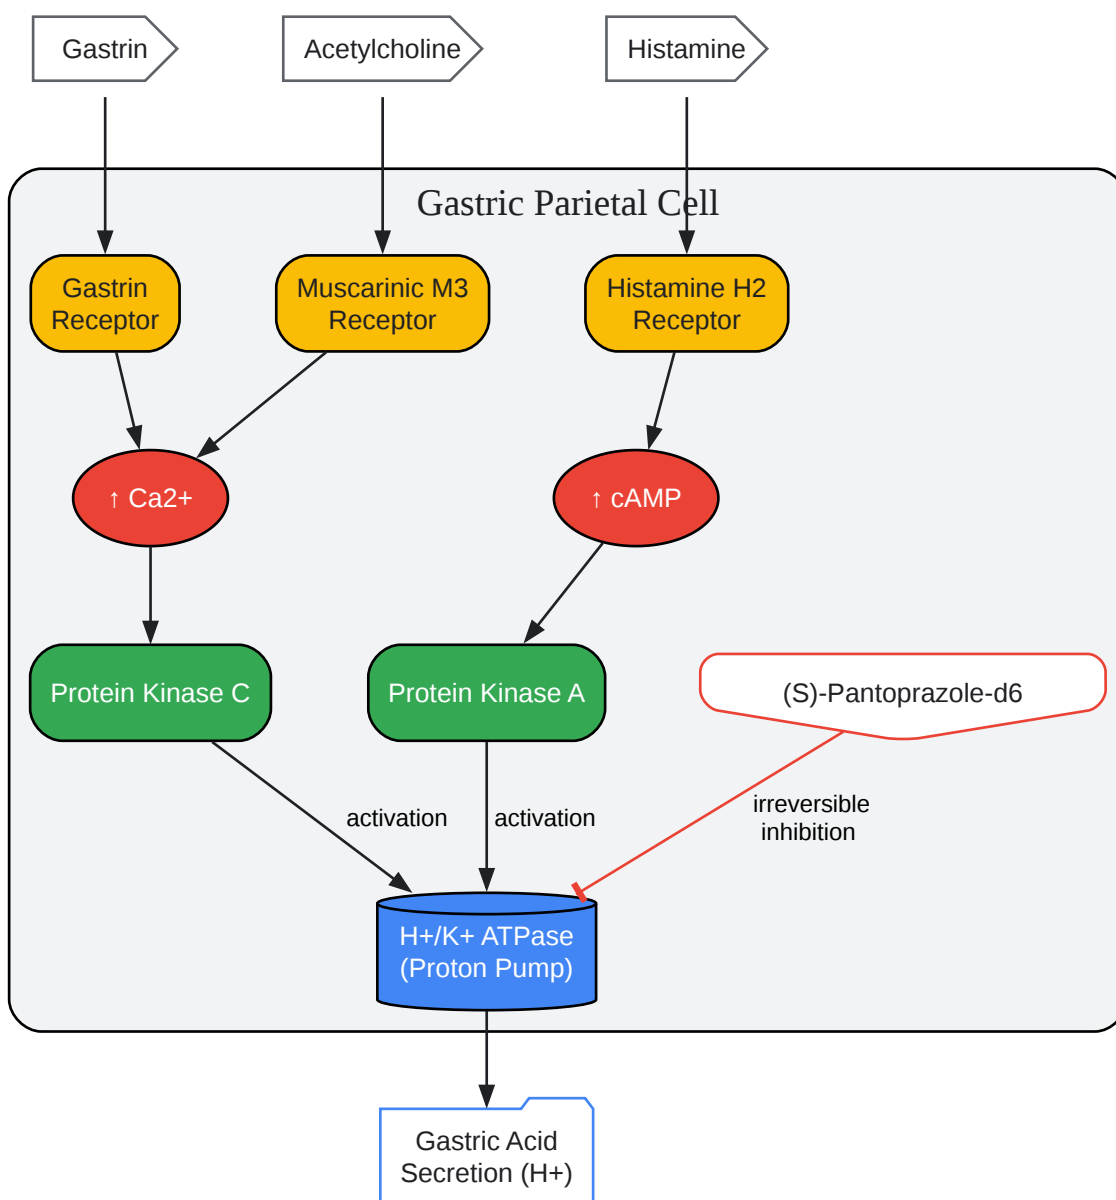 Gastrin
Acetylcholine
Histamine
Gastric Parietal Cell
Gastrin
Receptor
Muscarinic M3
Receptor
Histamine H2
Receptor
↑ Ca2+
↑ cAMP
Protein Kinase C
Protein Kinase A
(S)-Pantoprazole-d6
activation
activation
irreversible
inhibition
H+/K+ ATPase
(Proton Pump)
Gastric Acid
Secretion (H+)